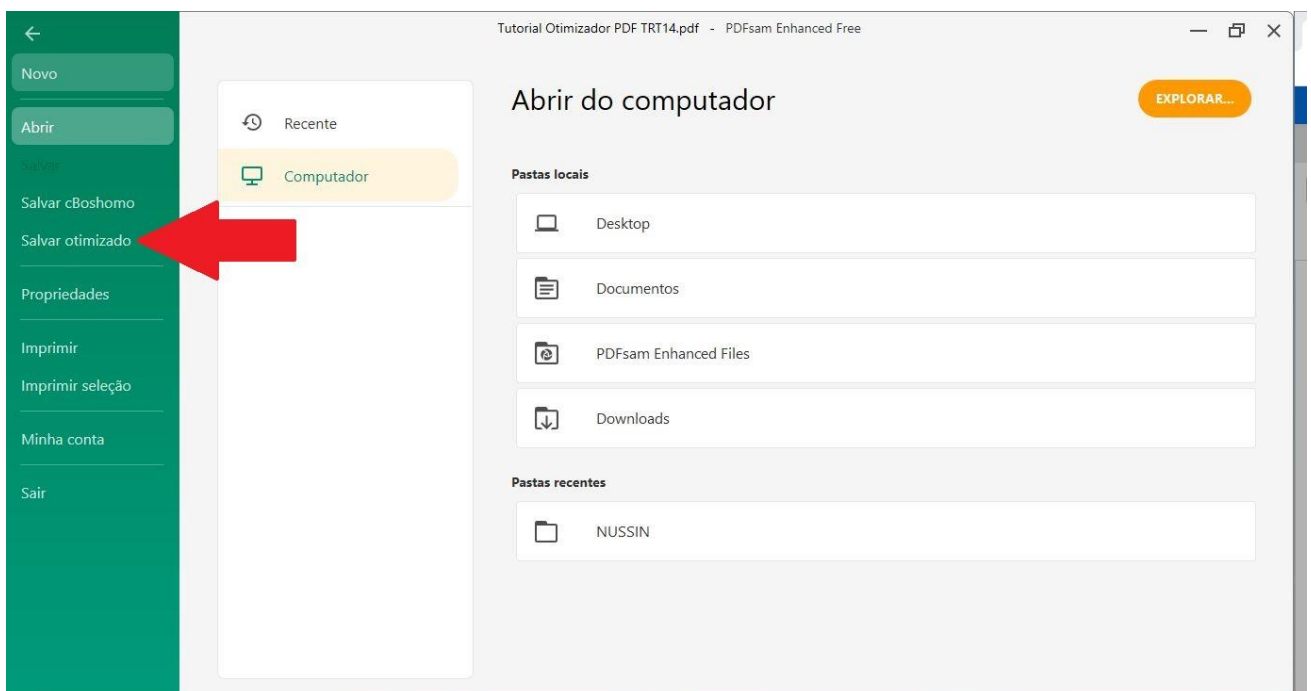 Tutorial Otimizador PDF TRT14.pdf - PDFsam Enhanced Free
Novo
Abrir
Salvar
Salvar cBoshomo
Salvar otimizado
Propriedades
Imprimir
Imprimir seleção
Minha conta
Sair
Recente
Computador
Abrir do computador
EXPLORAR...
Pastas locais
Desktop
Documentos
PDFsam Enhanced Files
Downloads
Pastas recentes
NUSSIN